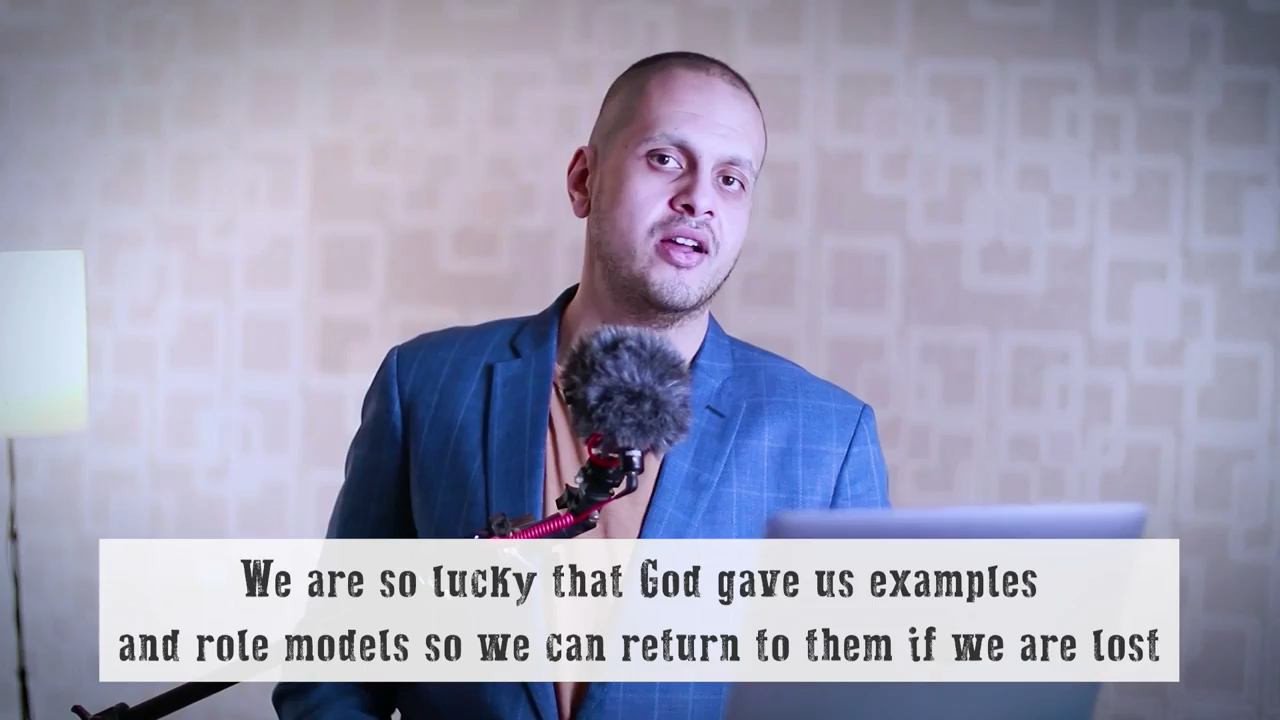 We are so lucky that God gave us examples
and role models so we can return to them if we are lost